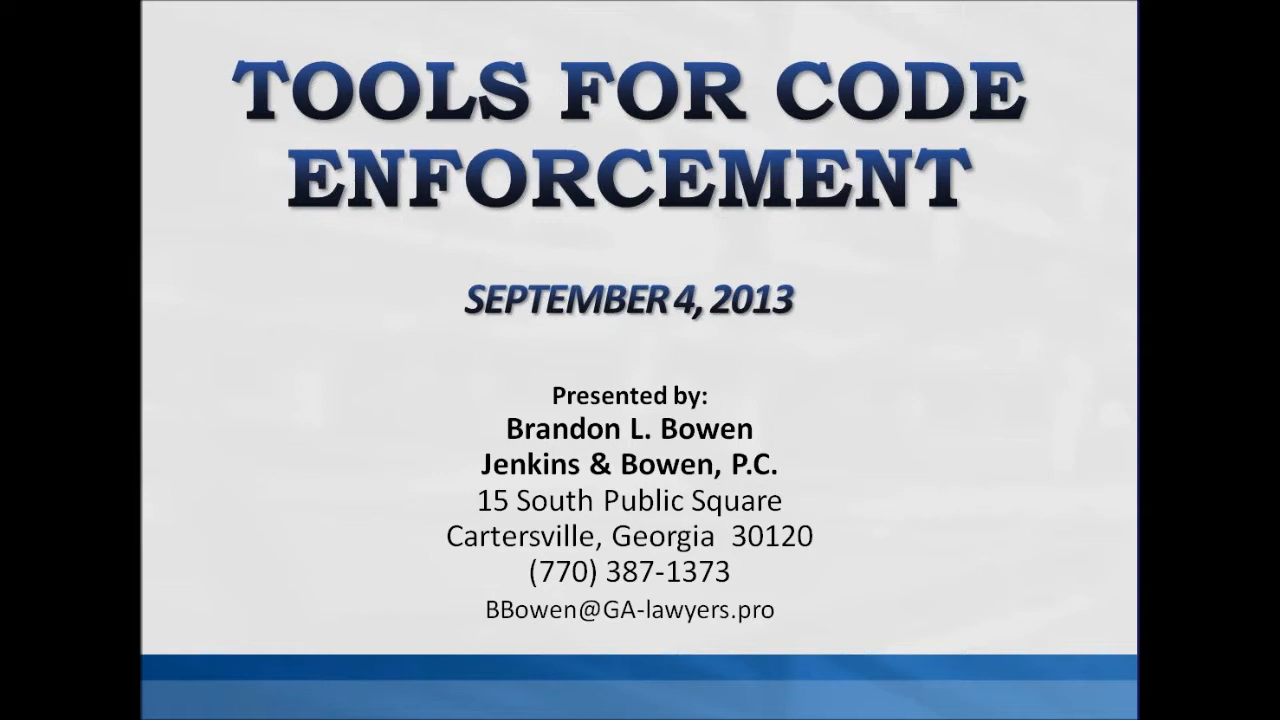 TOOLS FOR CODE
ENFORCEMENT
SEPTEMBER 4, 2013
Presented by:
Brandon L. Bowen
Jenkins & Bowen, P.C.
15 South Public Square
Cartersville, Georgia  30120
(770) 387-1373
BBowen@GA-lawyers.pro